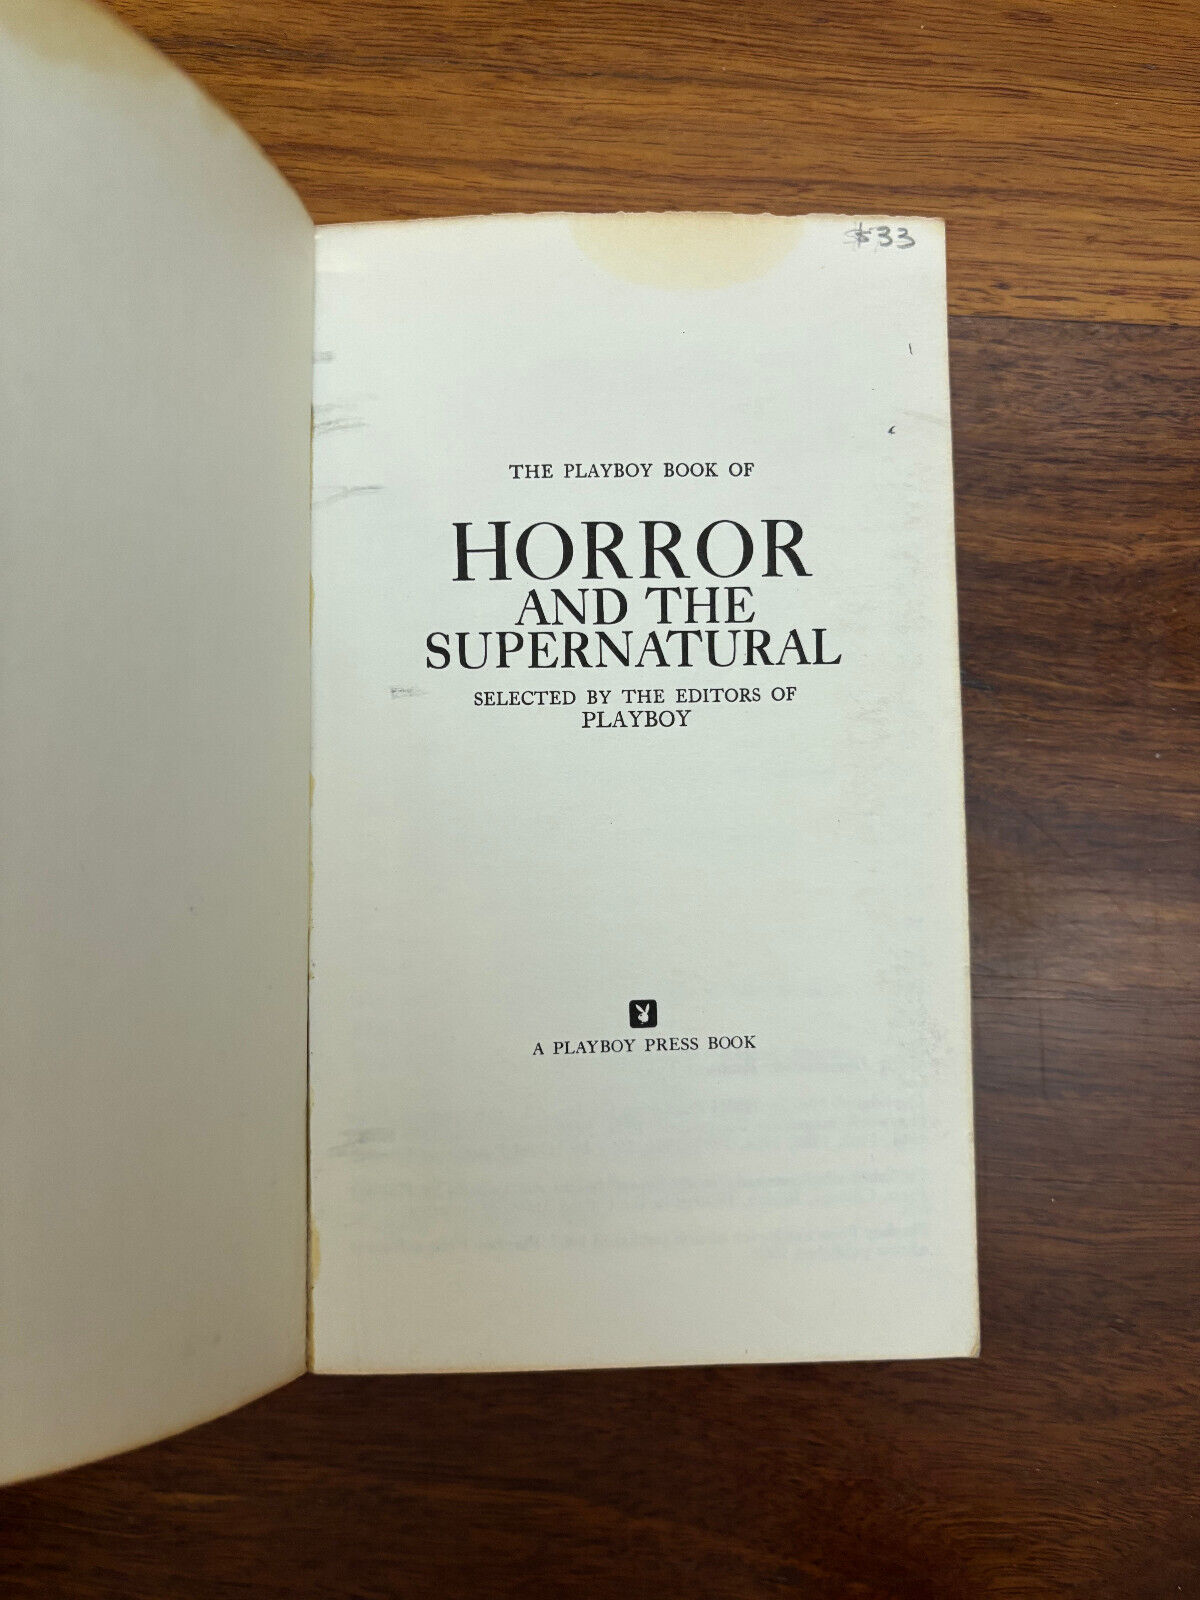 $33
THE PLAYBOY BOOK OF
HORROR
AND THE
SUPERNATURAL
SELECTED BY THE EDITORS OF
PLAYBOY
A PLAYBOY PRESS BOOK